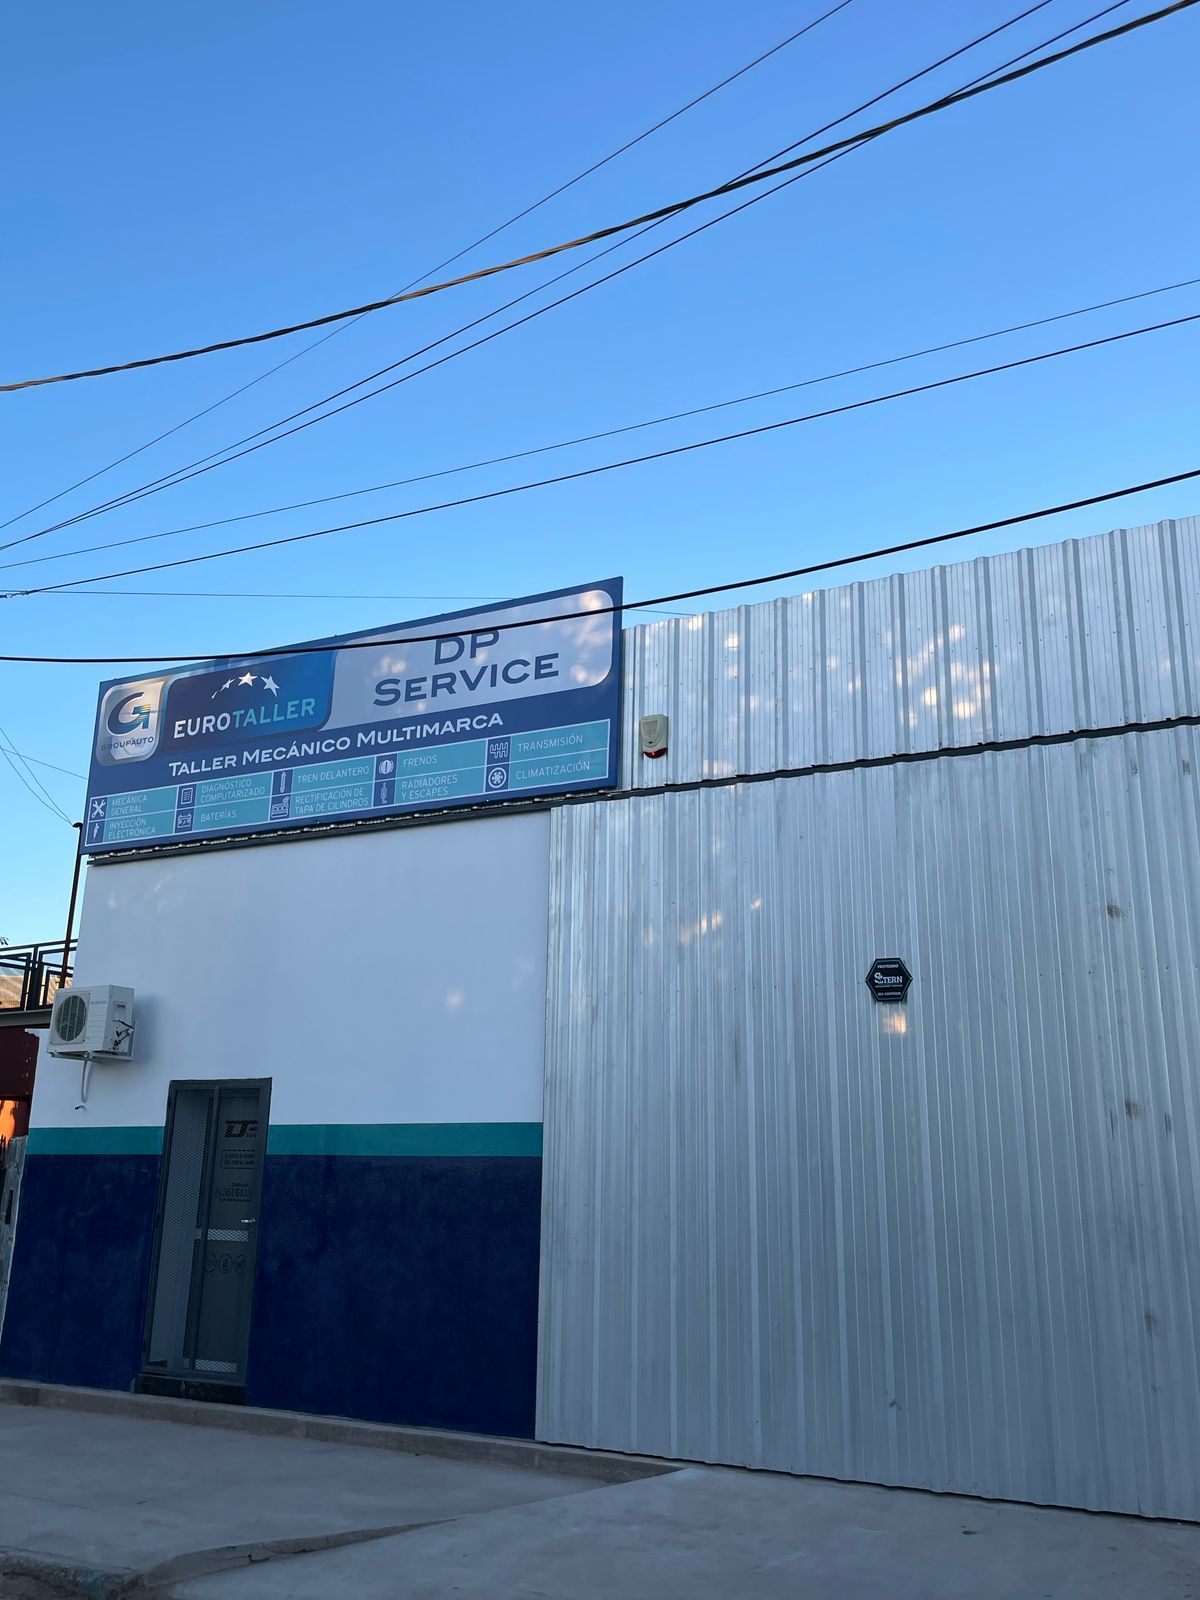 DP
SERVICE
GROUPAUTO
EUROTALLER
TALLER MECÁNICO MULTIMARCA
MECÁNICA
GENERAL
DIAGNÓSTICO
COMPUTARIZADO
TREN DELANTERO
FRENOS
TRANSMISIÓN
INYECCIÓN
ELECTRÓNICA
BATERÍAS
RECTIFICACIÓN DE
TAPA DE CILINDROS
RADIADORES
Y ESCAPES
CLIMATIZACIÓN
PROTEGIDO
STERN